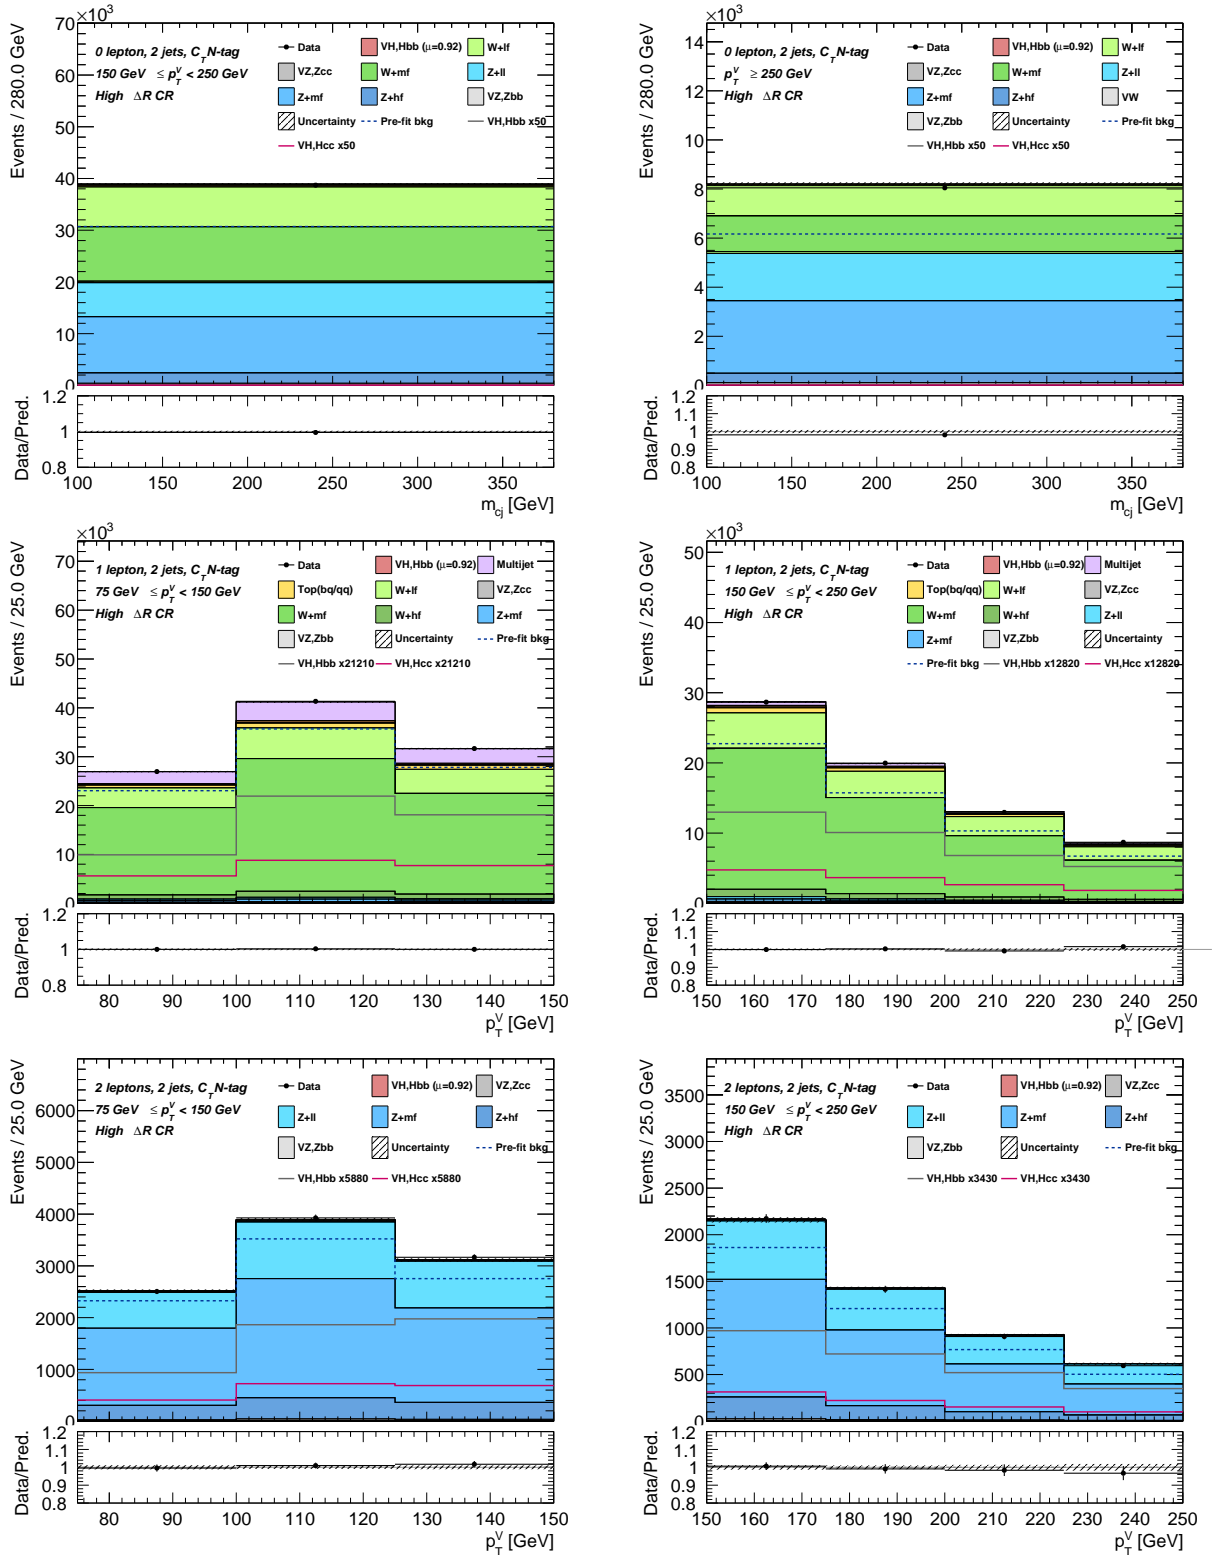 ×10³
Events / 280.0 GeV
0 lepton, 2 jets, C_T N-tag
150 GeV ≤ p_T^V < 250 GeV
High ΔR CR
Data
VH,Hbb (μ=0.92)
W+lf
VZ,Zcc
W+mf
Z+ll
Z+mf
Z+hf
VZ,Zbb
Uncertainty
Pre-fit bkg
VH,Hbb x50
VH,Hcc x50
70
60
50
40
30
20
10
0
Data/Pred.
1.2
1
0.8
100 150 200 250 300 350
m_cj [GeV]
×10³
Events / 280.0 GeV
0 lepton, 2 jets, C_T N-tag
p_T^V ≥ 250 GeV
High ΔR CR
Data
VH,Hbb (μ=0.92)
W+lf
VZ,Zcc
W+mf
Z+ll
Z+mf
Z+hf
VW
VZ,Zbb
Uncertainty
Pre-fit bkg
VH,Hbb x50
VH,Hcc x50
14
12
10
8
6
4
2
0
Data/Pred.
1.2
1
0.8
100 150 200 250 300 350
m_cj [GeV]
×10³
Events / 25.0 GeV
1 lepton, 2 jets, C_T N-tag
75 GeV ≤ p_T^V < 150 GeV
High ΔR CR
Data
VH,Hbb (μ=0.92)
Multijet
Top(bq/qq)
W+lf
VZ,Zcc
W+mf
W+hf
Z+mf
VZ,Zbb
Uncertainty
Pre-fit bkg
VH,Hbb x21210
VH,Hcc x21210
70
60
50
40
30
20
10
0
Data/Pred.
1.2
1
0.8
80 90 100 110 120 130 140 150
p_T^V [GeV]
×10³
Events / 25.0 GeV
1 lepton, 2 jets, C_T N-tag
150 GeV ≤ p_T^V < 250 GeV
High ΔR CR
Data
VH,Hbb (μ=0.92)
Multijet
Top(bq/qq)
W+lf
VZ,Zcc
W+mf
W+hf
Z+ll
Z+mf
VZ,Zbb
Uncertainty
Pre-fit bkg
VH,Hbb x12820
VH,Hcc x12820
50
40
30
20
10
0
Data/Pred.
1.2
1.0
0.9
0.8
150 160 170 180 190 200 210 220 230 240 250
p_T^V [GeV]
Events / 25.0 GeV
2 leptons, 2 jets, C_T N-tag
75 GeV ≤ p_T^V < 150 GeV
High ΔR CR
Data
VH,Hbb (μ=0.92)
VZ,Zcc
Z+ll
Z+mf
Z+hf
VZ,Zbb
Uncertainty
Pre-fit bkg
VH,Hbb x5880
VH,Hcc x5880
6000
5000
4000
3000
2000
1000
0
Data/Pred.
1.2
1.0
0.9
0.8
80 90 100 110 120 130 140 150
p_T^V [GeV]
Events / 25.0 GeV
2 leptons, 2 jets, C_T N-tag
150 GeV ≤ p_T^V < 250 GeV
High ΔR CR
Data
VH,Hbb (μ=0.92)
VZ,Zcc
Z+ll
Z+mf
Z+hf
VZ,Zbb
Uncertainty
Pre-fit bkg
VH,Hbb x3430
VH,Hcc x3430
3500
3000
2500
2000
1500
1000
500
0
Data/Pred.
1.2
1
0.8
150 160 170 180 190 200 210 220 230 240 250
p_T^V [GeV]